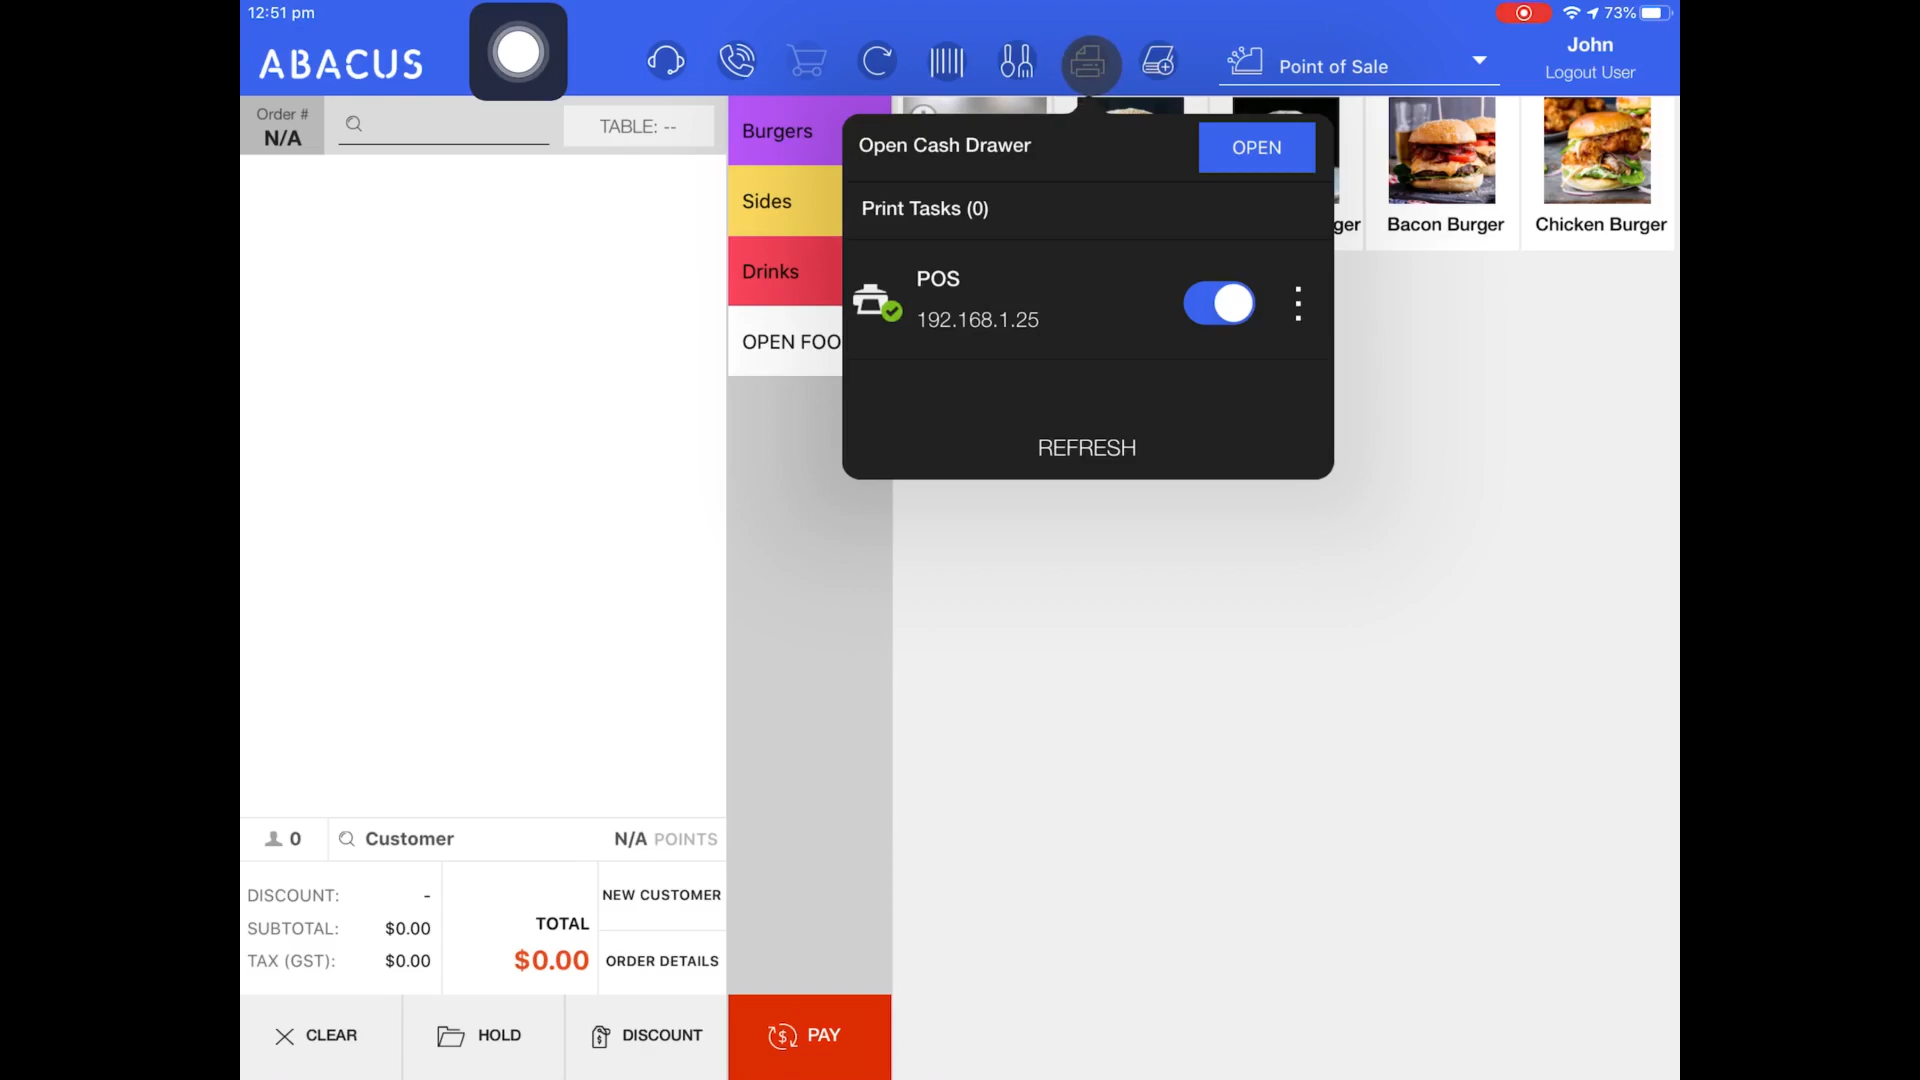 12:51 pm
73%
ABACUS
Point of Sale
John
Logout User
Order #
N/A
TABLE: --
Burgers
Sides
Drinks
OPEN FOO
Open Cash Drawer
OPEN
Print Tasks (0)
POS
192.168.1.25
REFRESH
ger
Bacon Burger
Chicken Burger
0
Customer
N/A POINTS
DISCOUNT: -
SUBTOTAL: $0.00
TAX (GST): $0.00
TOTAL
$0.00
NEW CUSTOMER
ORDER DETAILS
CLEAR
HOLD
DISCOUNT
PAY